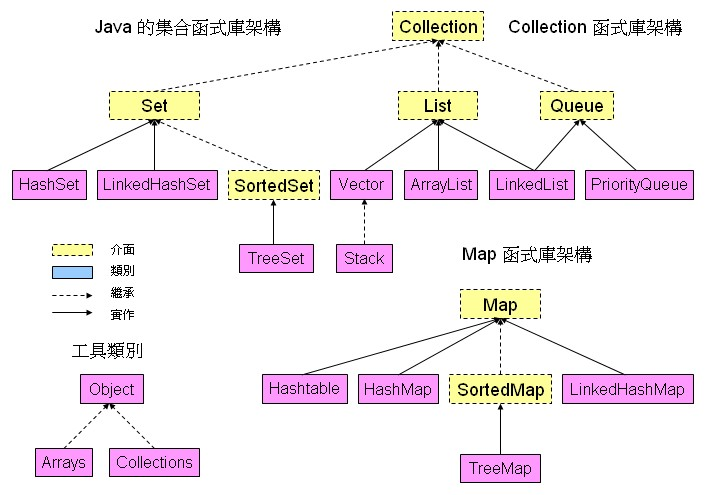 Java 的集合函式庫架構
Collection
Collection 函式庫架構
Set
List
Queue
HashSet
LinkedHashSet
SortedSet
Vector
ArrayList
LinkedList
PriorityQueue
TreeSet
Stack
介面
類別
繼承
實作
Map 函式庫架構
Map
工具類別
Object
Hashtable
HashMap
SortedMap
LinkedHashMap
Arrays
Collections
TreeMap